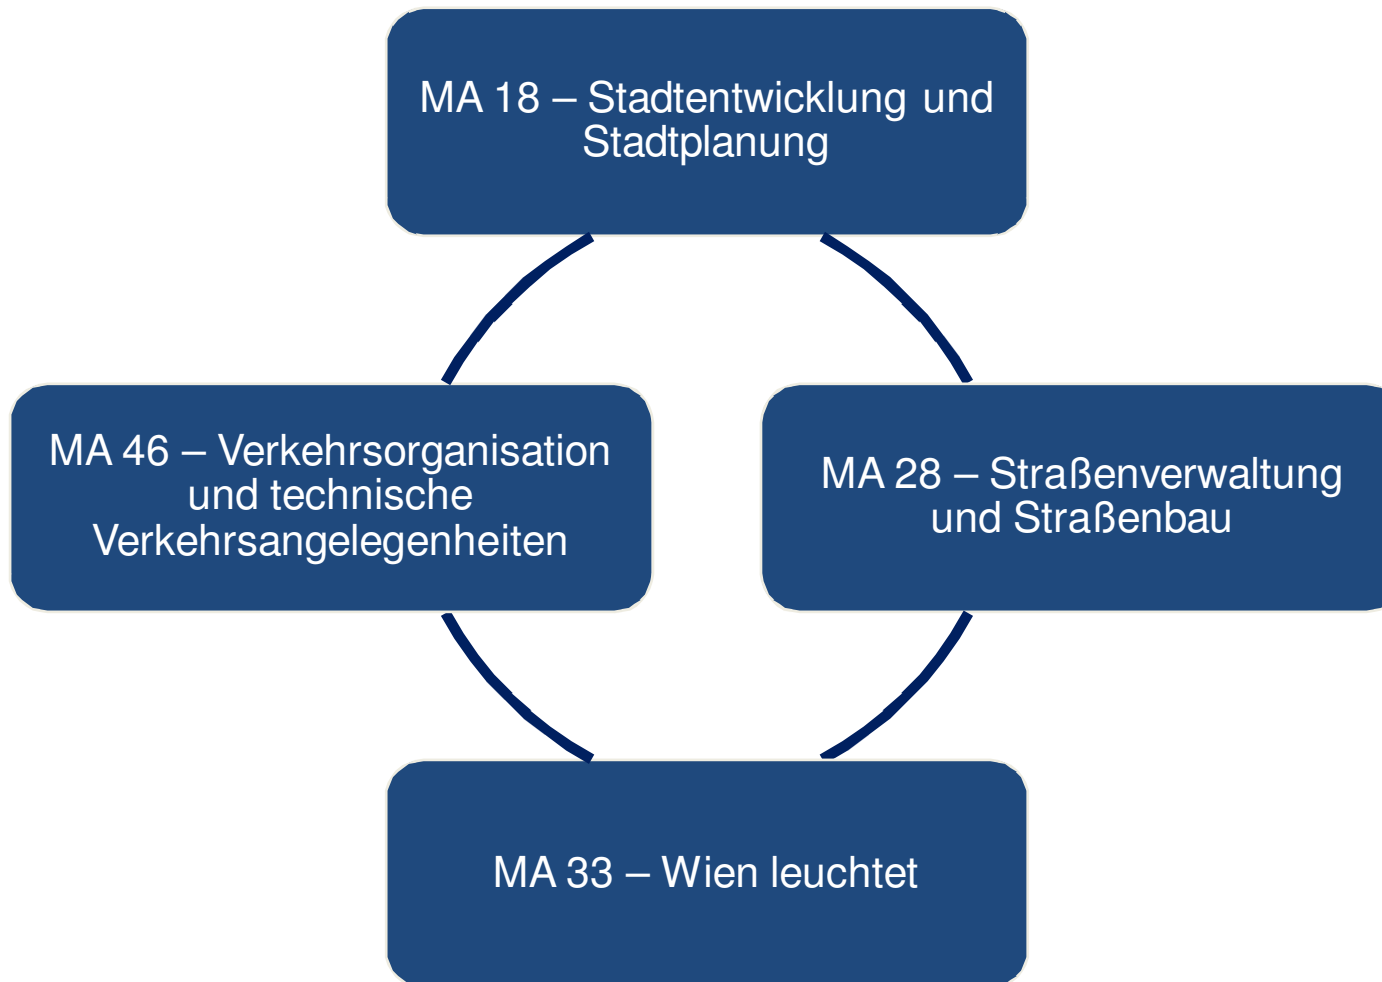 MA 18 – Stadtentwicklung und
Stadtplanung
MA 46 – Verkehrsorganisation
und technische
Verkehrsangelegenheiten
MA 28 – Straßenverwaltung
und Straßenbau
MA 33 – Wien leuchtet